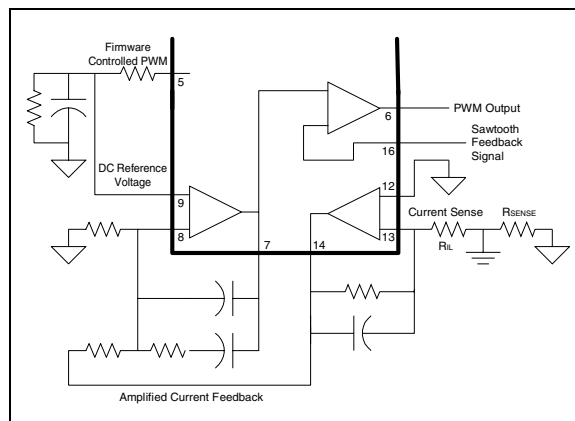 Firmware
Controlled PWM
5
6
PWM Output
Sawtooth
Feedback
Signal
16
DC Reference
Voltage
12
9
8
Current Sense
RSENSE
13
RIL
7
14
Amplified Current Feedback